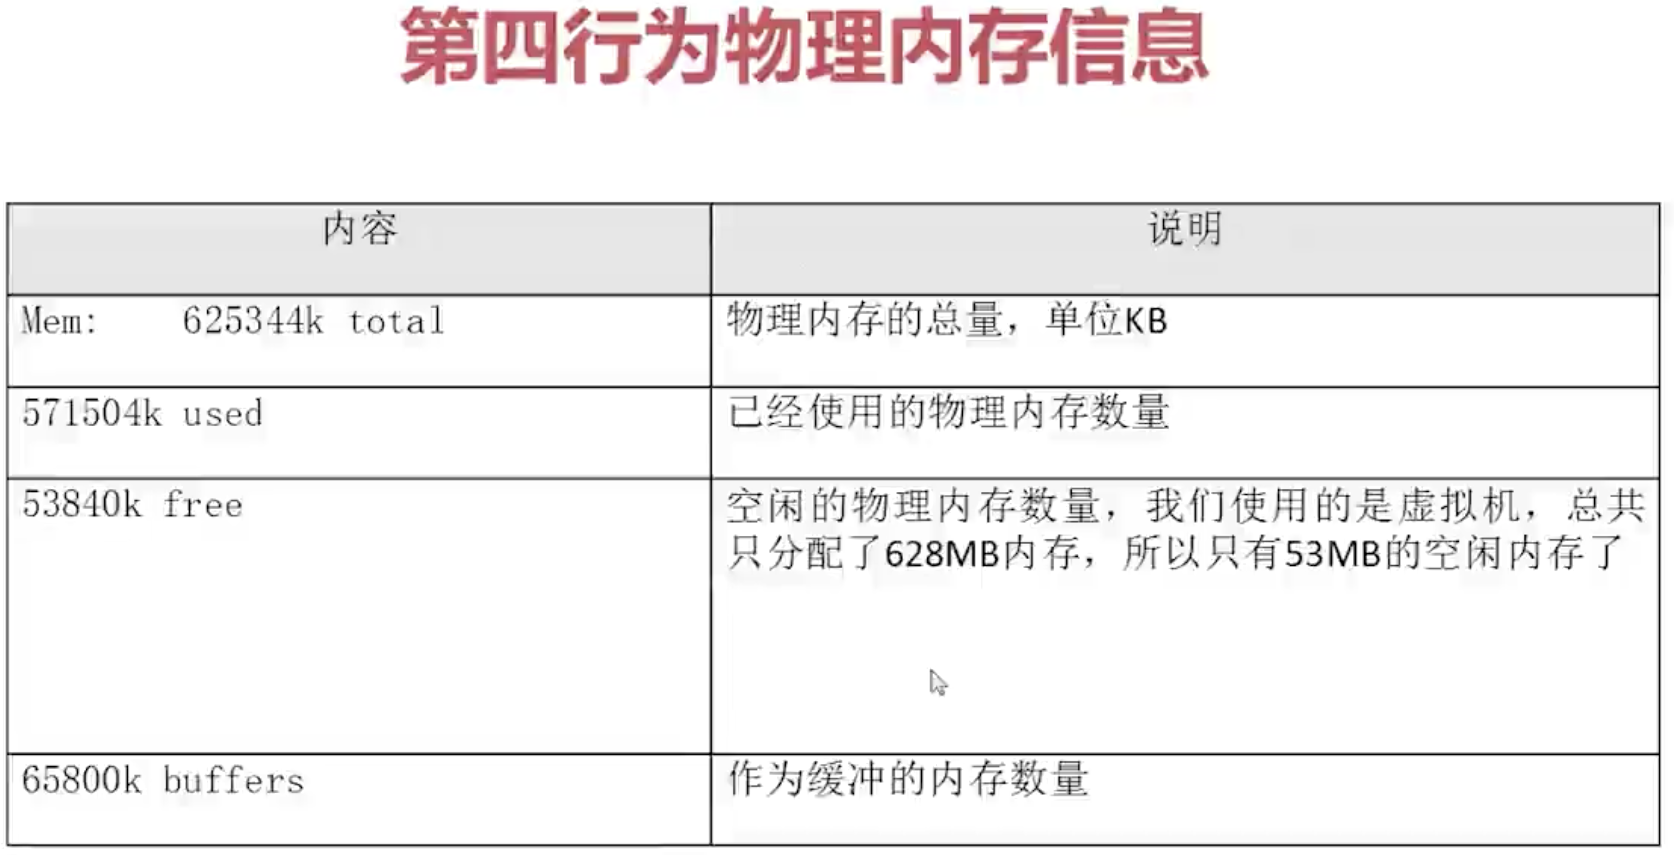 第四行为物理内存信息
内容 说明
Mem: 625344k total 物理内存的总量，单位KB
571504k used 已经使用的物理内存数量
53840k free 空闲的物理内存数量，我们使用的是虚拟机，总共
只分配了628MB内存，所以只有53MB的空闲内存了
65800k buffers 作为缓冲的内存数量